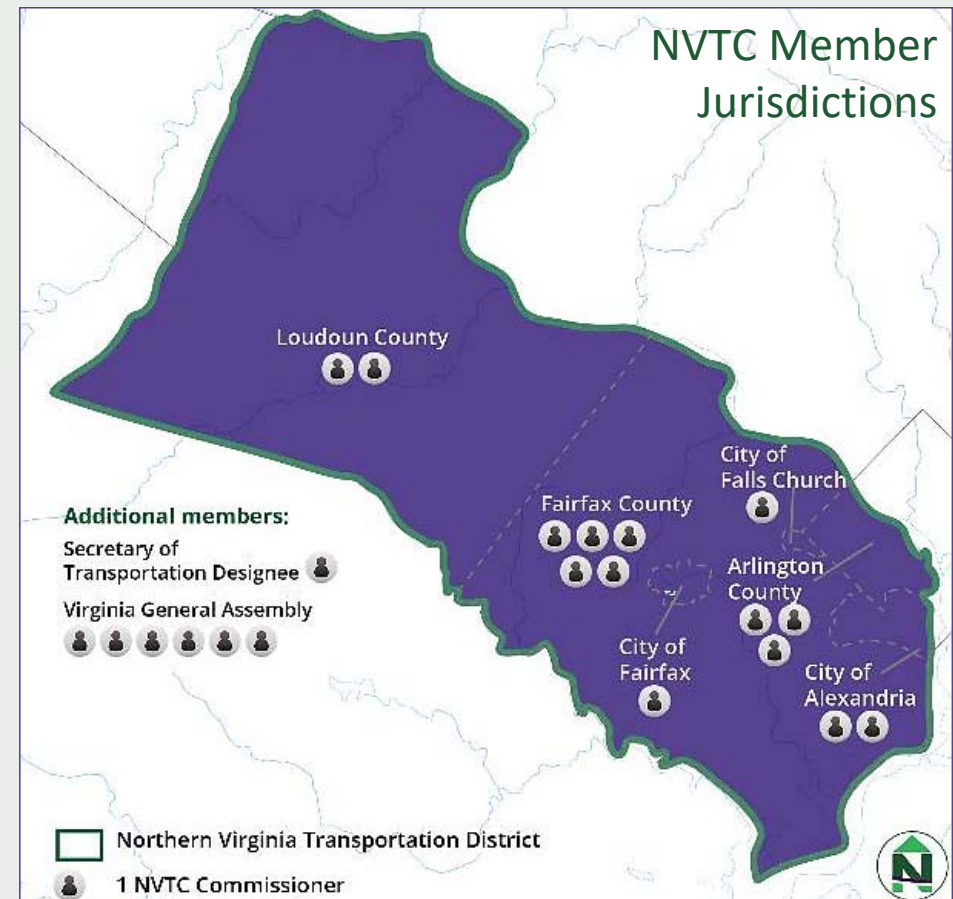 NVTC Member
Jurisdictions
Loudoun County
City of
Falls Church
Fairfax County
Arlington
County
City of
Fairfax
City of
Alexandria
Additional members:
Secretary of
Transportation Designee
Virginia General Assembly
Northern Virginia Transportation District
1 NVTC Commissioner
N